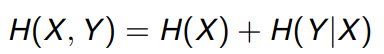 H(X, Y) = H(X) + H(Y|X)